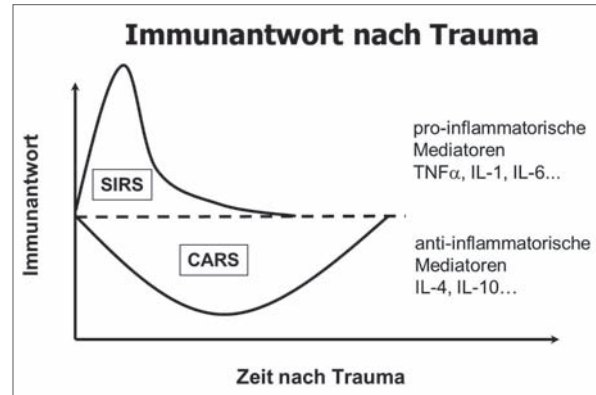 Immunantwort nach Trauma
Immunantwort
SIRS
CARS
pro-inflammatorische
Mediatoren
TNFα, IL-1, IL-6...
anti-inflammatorische
Mediatoren
IL-4, IL-10...
Zeit nach Trauma